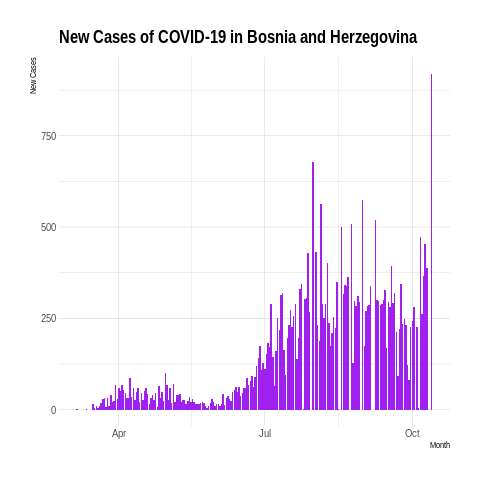 New Cases of COVID-19 in Bosnia and Herzegovina
New Cases
750
500
250
0
Apr
Jul
Oct
Month